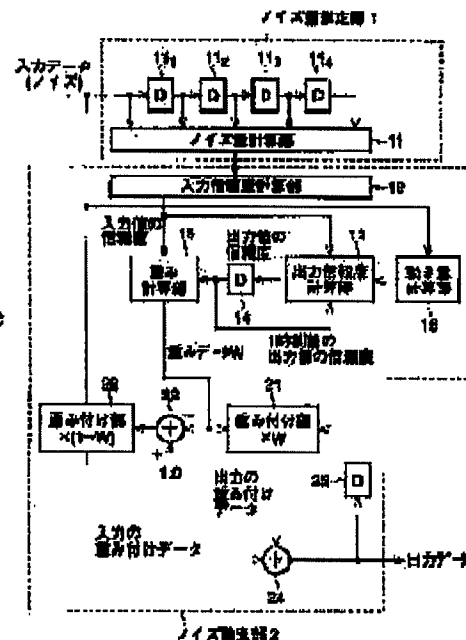 ノイズ量推定部1
入力データ
(ノイズ)
11₁
11₂
11₃
11₄
D
D
D
D
ノイズ量計算部
11
入力信頼度計算部
12
入力値の
信頼度
15
出力値の
信頼度
13
重み
計算部
D
14
出力信頼度
計算部
動き量
計算部
16
1時刻前の
出力値の信頼度
重みデータW
22
21
重み付け部
×(1-W)
+
1.0
重み付け部
×W
出力の
重み付け
データ
25
D
入力の
重み付けデータ
+
24
出力データ
ノイズ除去部2